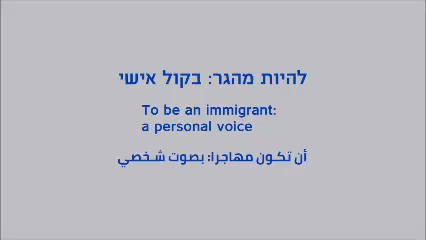 להיות מהגר: בקול אישי
To be an immigrant:
a personal voice
أن تكون مهاجرا: بصوت شخصي